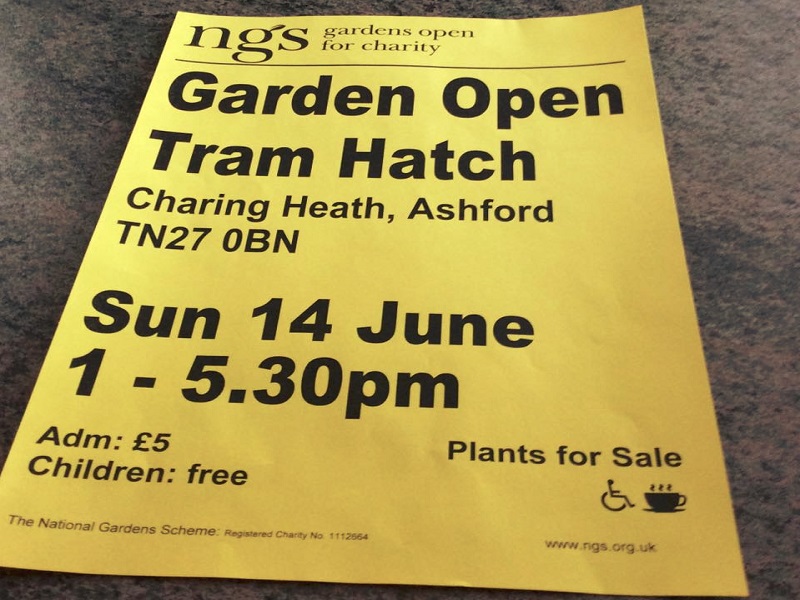 ngs gardens open
for charity
Garden Open
Tram Hatch
Charing Heath, Ashford
TN27 0BN
Sun 14 June
1 - 5.30pm
Adm: £5
Children: free
Plants for Sale
The National Gardens Scheme: Registered Charity No. 1112664
www.ngs.org.uk